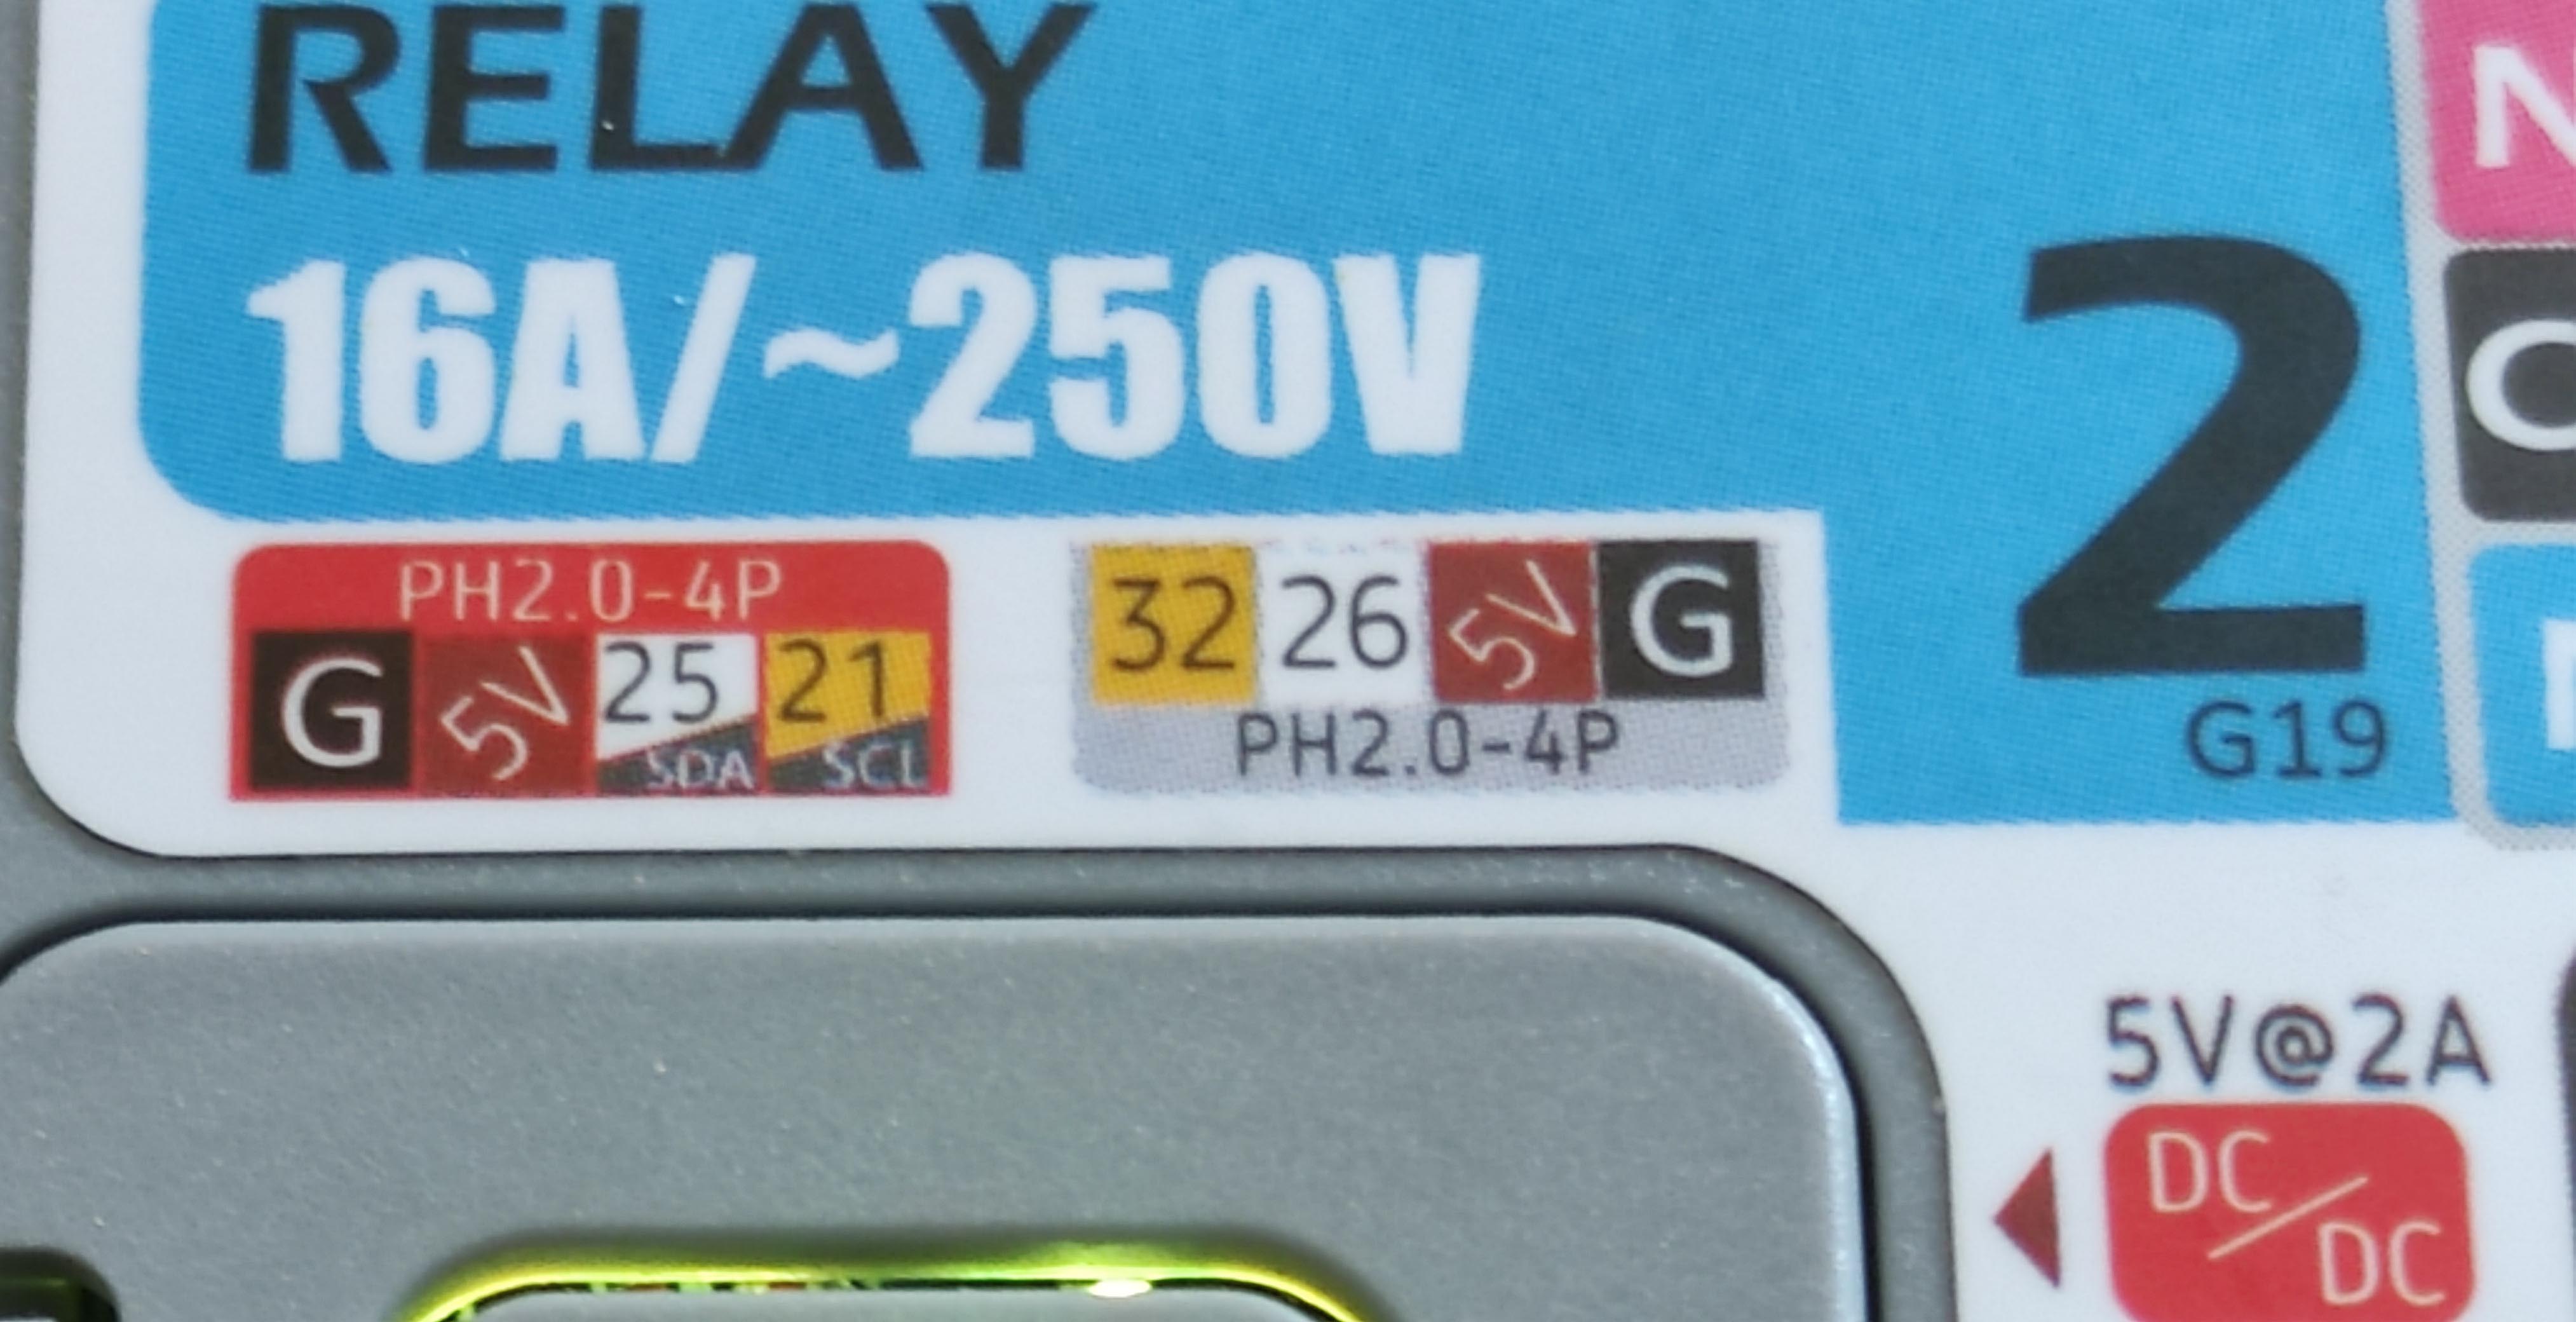 RELAY
16A/~250V
2
G19
PH2.0-4P
G 5V 25 21
SDA SCL
32 26 5V G
PH2.0-4P
5V@2A
DC/DC